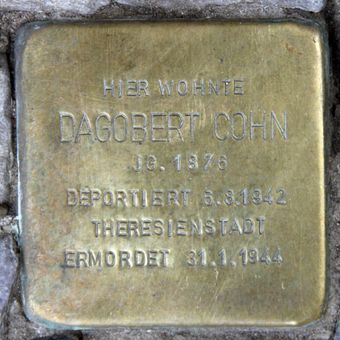 HIER WOHNTE
DAGOBERT COHN
JG. 1876
DEPORTIERT 6.8.1942
THERESIENSTADT
ERMORDET 31.1.1944